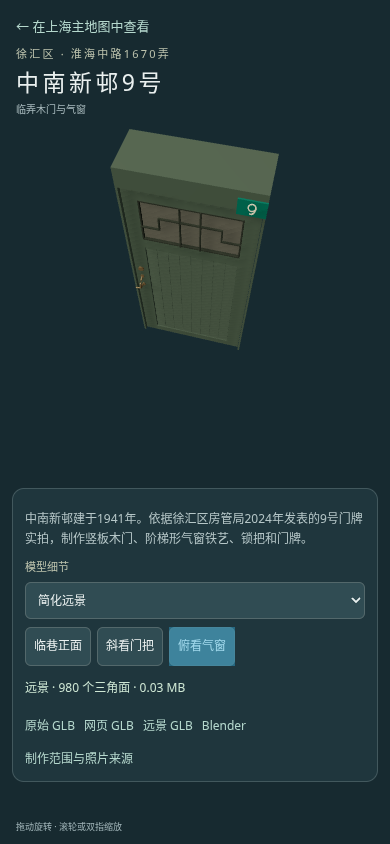 ← 在上海主地图中查看
徐汇区 · 淮海中路1670弄
中南新邨9号
临弄木门与气窗
9
中南新邨建于1941年。依据徐汇区房管局2024年发表的9号门牌
实拍，制作竖板木门、阶梯形气窗铁艺、锁把和门牌。
模型细节
简化远景
临巷正面 斜看门把 俯看气窗
远景 · 980 个三角面 · 0.03 MB
原始 GLB 网页 GLB 远景 GLB Blender
制作范围与照片来源
拖动旋转 · 滚轮或双指缩放